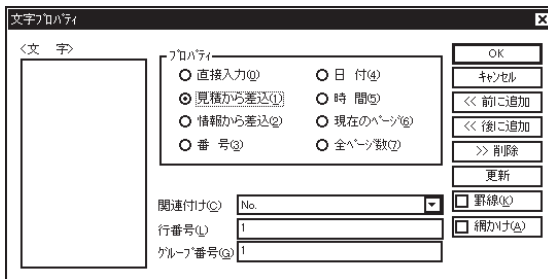 文字ﾌﾟﾛﾊﾟﾃｨ
<文　字>
ﾌﾟﾛﾊﾟﾃｨ
直接入力(0)
日　付(4)
見積から差込(1)
時　間(5)
情報から差込(2)
現在のﾍﾟｰｼﾞ(6)
番　号(3)
全ﾍﾟｰｼﾞ数(7)
関連付け(C)
No.
行番号(L)
1
ｸﾞﾙｰﾌﾟ番号(G)
1
OK
ｷｬﾝｾﾙ
<< 前に追加
<< 後に追加
>> 削除
更新
罫線(K)
網かけ(A)